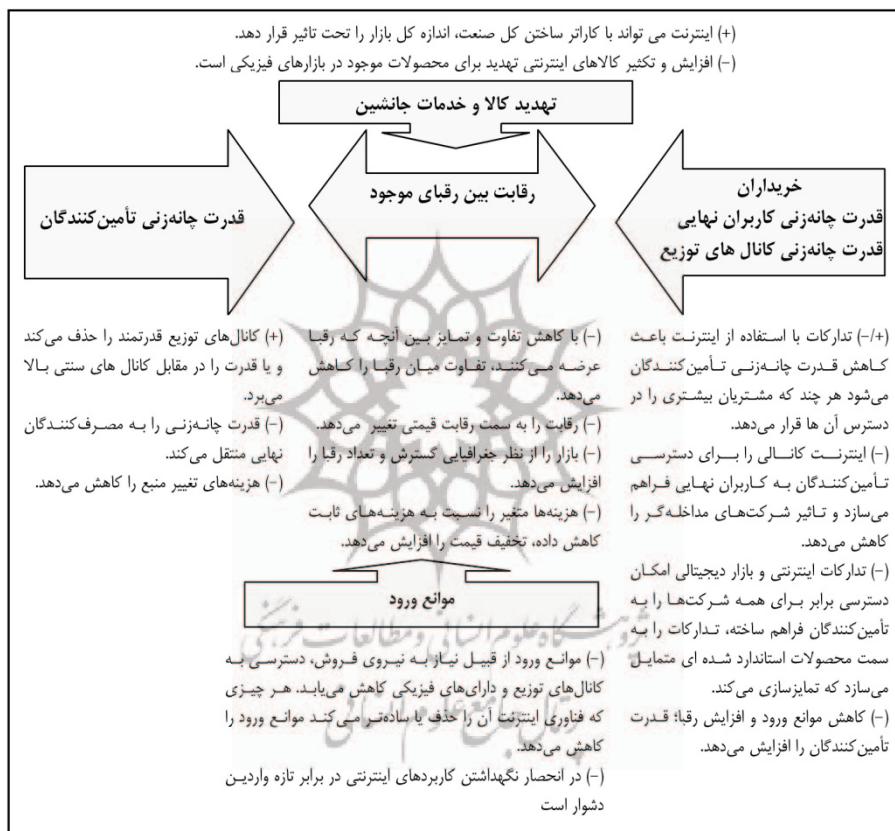 (+) اینترنت می تواند با کاراتر ساختن کل صنعت، اندازه کل بازار را تحت تاثیر قرار دهد.
(-) افزایش و تکثیر کالاهای اینترنتی تهدید برای محصولات موجود در بازارهای فیزیکی است.
تهدید کالا و خدمات جانشین
خریداران
قدرت چانه‌زنی کاربران نهایی
قدرت چانه‌زنی کانال های توزیع
رقابت بین رقبای موجود
قدرت چانه‌زنی تأمین‌کنندگان
(+/-) تدارکات با استفاده از اینترنت باعث
کاهش قدرت چانه‌زنی تأمین‌کنندگان
می‌شود هر چند که مشتریان بیشتری را در
دسترس آن ها قرار می‌دهد.
(-) اینترنت کانالی را برای دسترسی
تأمین‌کنندگان به کاربران نهایی فراهم
می‌سازد و تاثیر شرکت‌های مداخله‌گر را
کاهش می‌دهد.
(-) تدارکات اینترنتی و بازار دیجیتالی امکان
دسترسی برابر برای همه شرکت‌ها را به
تأمین‌کنندگان فراهم ساخته، تدارکات را به
سمت محصولات استاندارد شده ای متمایل
می‌سازد که تمایزسازی می‌کند.
(-) کاهش موانع ورود و افزایش رقبا؛ قدرت
تأمین‌کنندگان را افزایش می‌دهد.
(-) با کاهش تفاوت و تمایز بین آنچه که رقبا
عرضه می‌کنند، تفاوت میان رقبا را کاهش
می‌دهد.
(-) رقابت را به سمت رقابت قیمتی تغییر می‌دهد.
(-) بازار را از نظر جغرافیایی گسترش و تعداد رقبا را
افزایش می‌دهد.
(-) هزینه‌ها متغیر را نسبت به هزینه‌های ثابت
کاهش داده، تخفیف قیمت را افزایش می‌دهد.
(+) کانال‌های توزیع قدرتمند را حذف می‌کند
و یا قدرت را در مقابل کانال های سنتی بالا
می‌برد.
(-) قدرت چانه‌زنی را به مصرف‌کنندگان
نهایی منتقل می‌کند.
(-) هزینه‌های تغییر منبع را کاهش می‌دهد.
موانع ورود
(-) موانع ورود از قبیل نیاز به نیروی فروش، دسترسی به
کانال‌های توزیع و دارای‌های فیزیکی کاهش می‌یابد. هر چیزی
که فناوری اینترنت آن را حذف یا ساده‌تر می‌کند موانع ورود را
کاهش می‌دهد.
(-) در انحصار نگهداشتن کاربردهای اینترنتی در برابر تازه واردین
دشوار است
پژوهشگاه علوم انسانی و مطالعات فرهنگی
پرتال جامع علوم انسانی